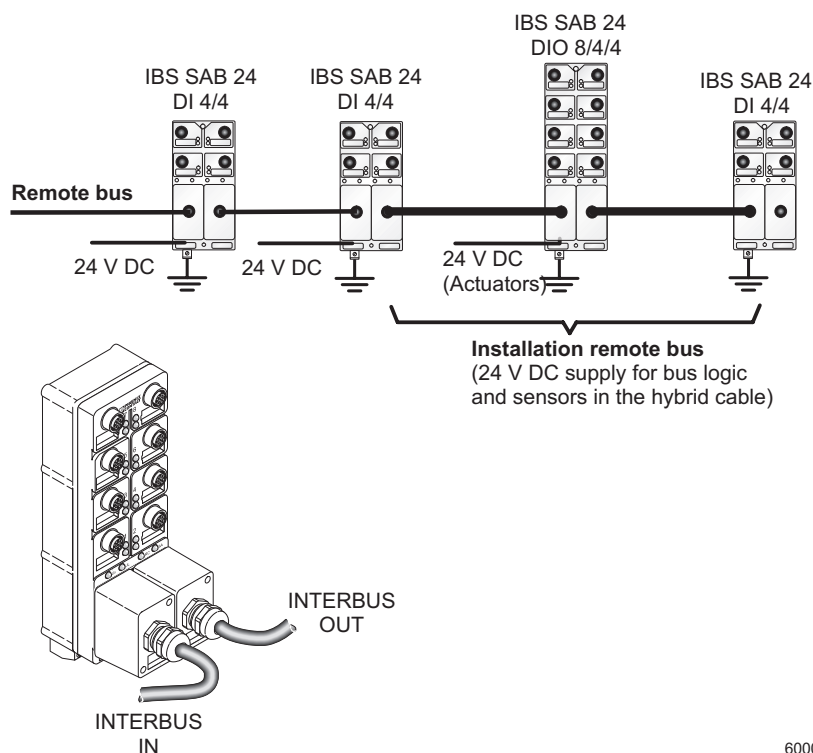 IBS SAB 24
DIO 8/4/4
IBS SAB 24
DI 4/4
IBS SAB 24
DI 4/4
IBS SAB 24
DI 4/4
Remote bus
24 V DC
24 V DC
24 V DC
(Actuators)
Installation remote bus
(24 V DC supply for bus logic
and sensors in the hybrid cable)
INTERBUS
OUT
INTERBUS
IN
6000